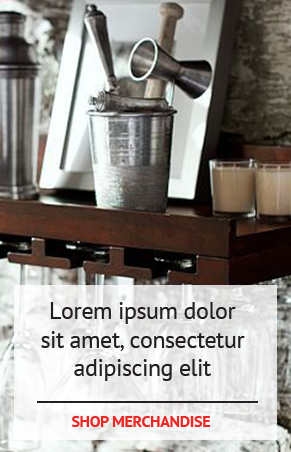 Lorem ipsum dolor
sit amet, consectetur
adipiscing elit
SHOP MERCHANDISE